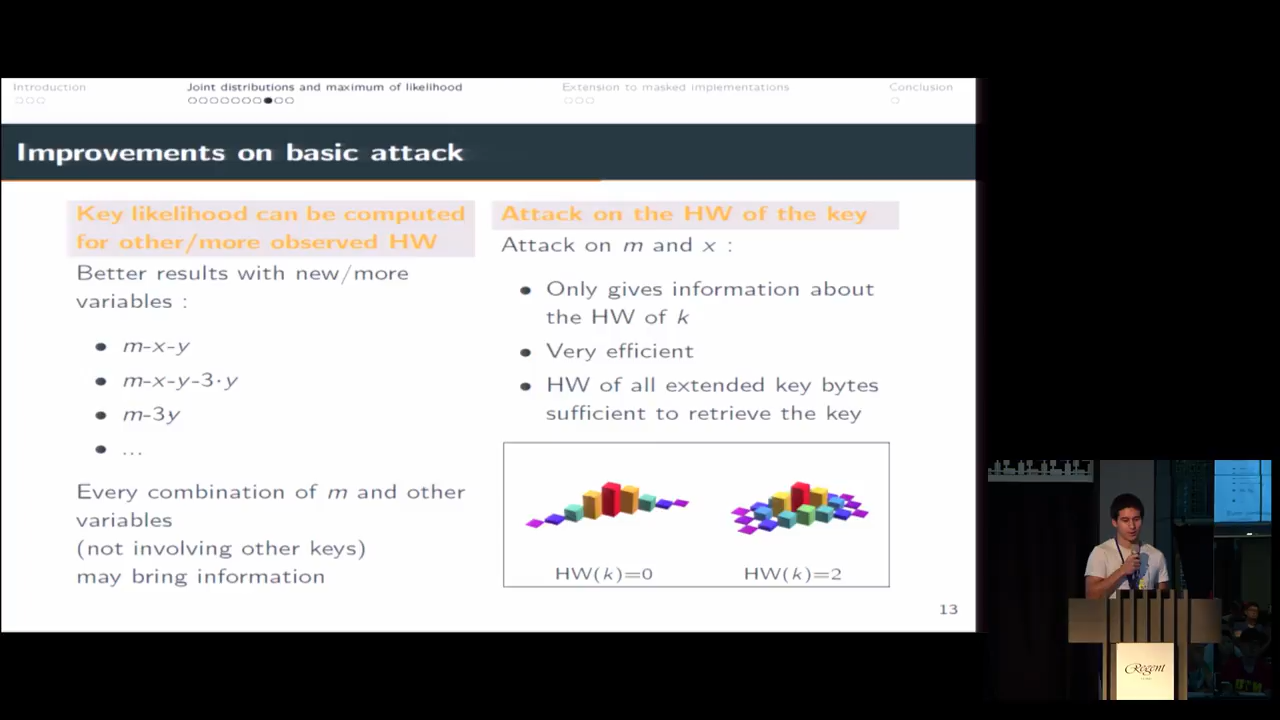 Introduction
Joint distributions and maximum of likelihood
Extension to masked implementations
Conclusion
Improvements on basic attack
Key likelihood can be computed
for other/more observed HW
Better results with new/more
variables :
• m-x-y
• m-x-y-3·y
• m-3y
• ...
Every combination of m and other
variables
(not involving other keys)
may bring information
Attack on the HW of the key
Attack on m and x :
• Only gives information about
the HW of k
• Very efficient
• HW of all extended key bytes
sufficient to retrieve the key
HW(k)=0
HW(k)=2
13
Regent